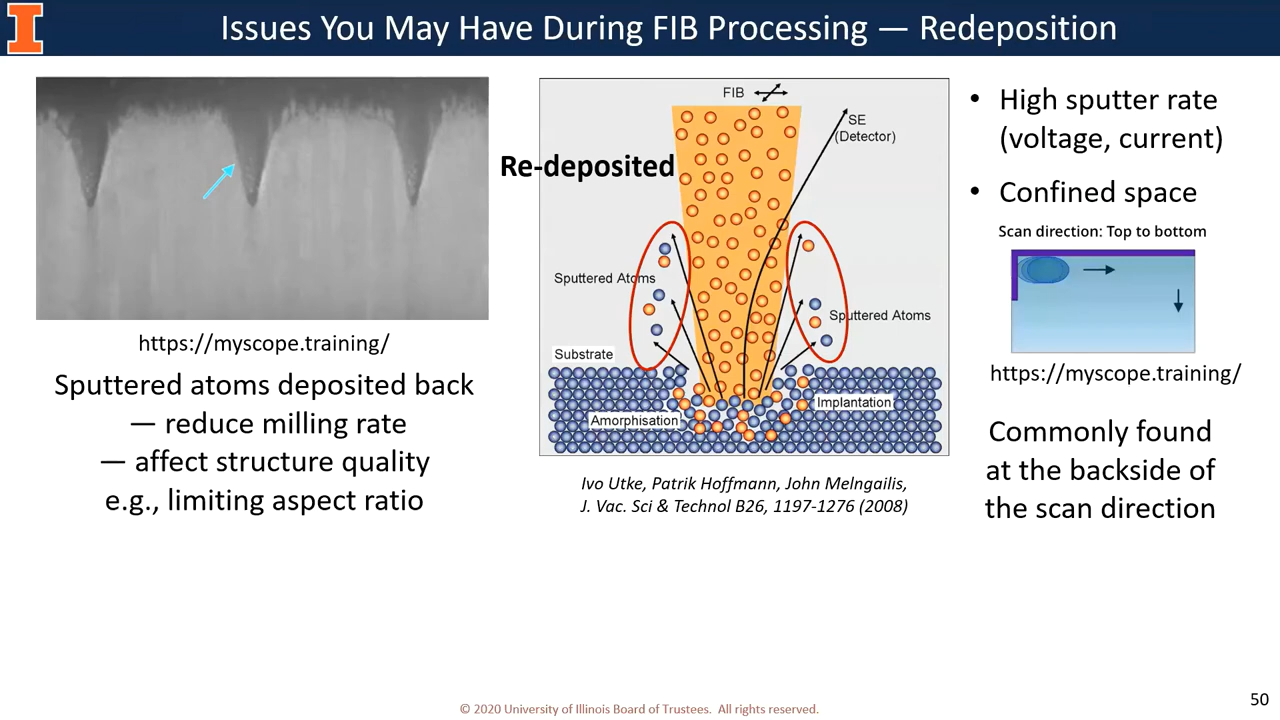 Issues You May Have During FIB Processing — Redeposition
https://myscope.training/
Sputtered atoms deposited back
— reduce milling rate
— affect structure quality
e.g., limiting aspect ratio
FIB
SE
(Detector)
Re-deposited
Sputtered Atoms
Sputtered Atoms
Substrate
Implantation
Amorphisation
Ivo Utke, Patrik Hoffmann, John Melngailis,
J. Vac. Sci & Technol B26, 1197-1276 (2008)
• High sputter rate
(voltage, current)
• Confined space
Scan direction: Top to bottom
https://myscope.training/
Commonly found
at the backside of
the scan direction
© 2020 University of Illinois Board of Trustees. All rights reserved.
50